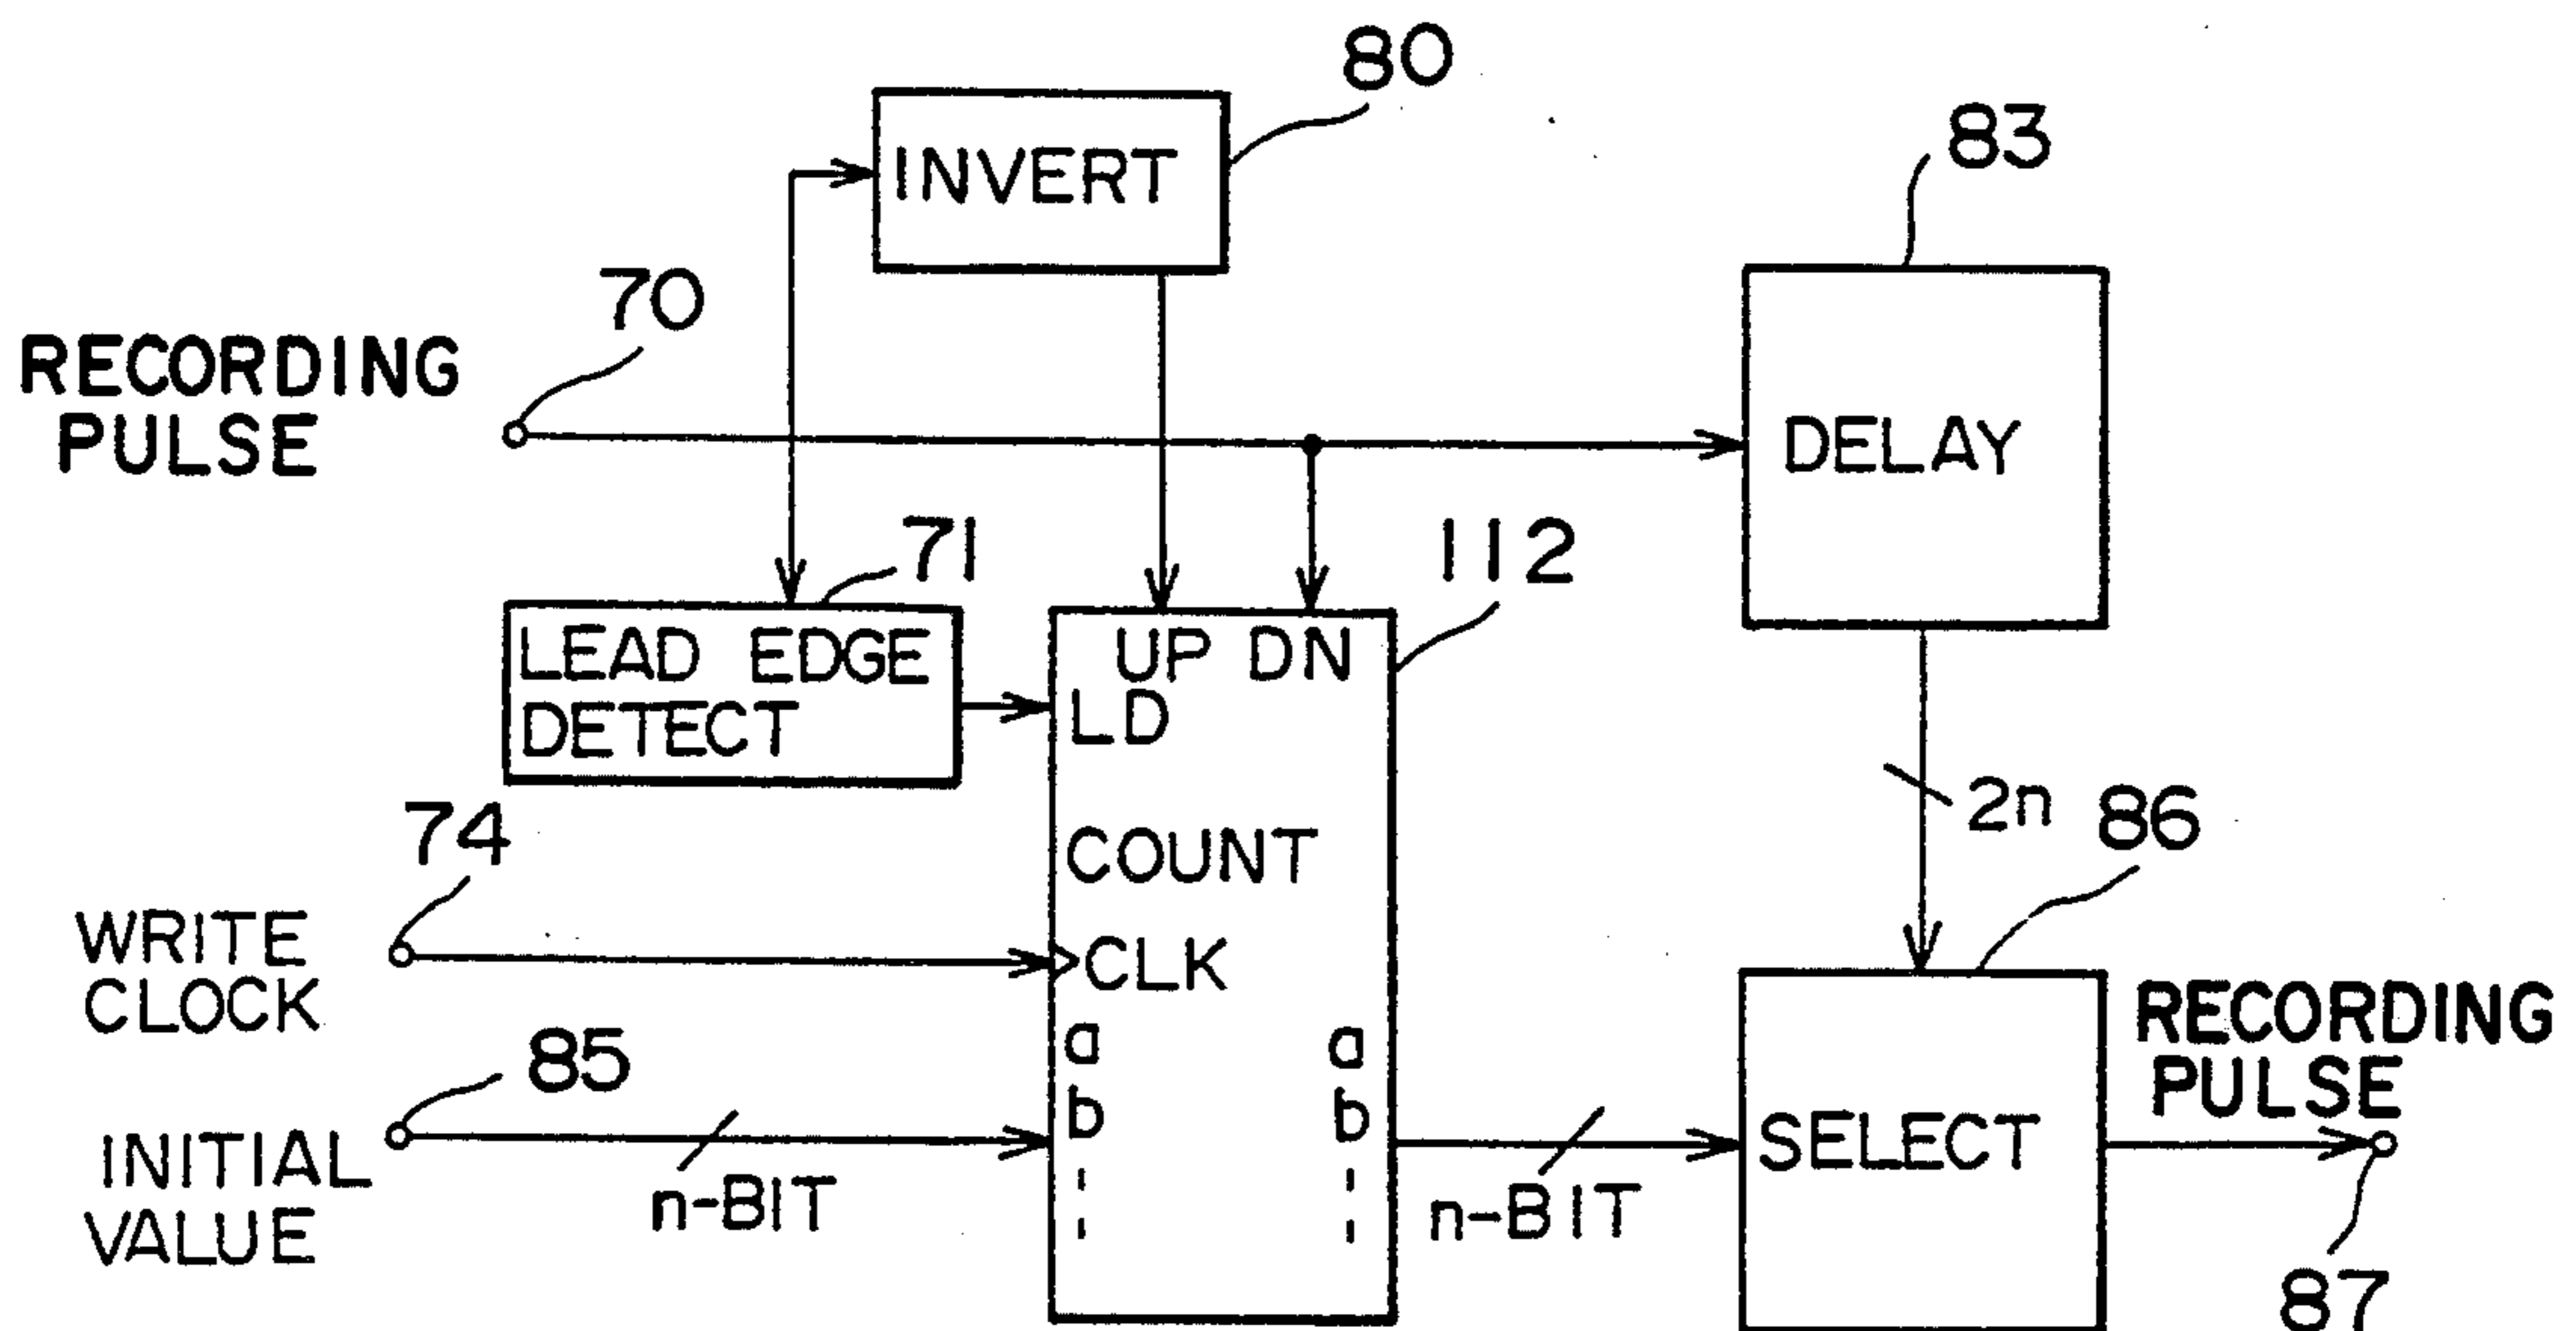 80
INVERT
83
70
RECORDING
PULSE
DELAY
71
112
LEAD EDGE
DETECT
UP DN
LD
2n
86
74
COUNT
WRITE
CLOCK
CLK
RECORDING
PULSE
85
a
b
a
b
INITIAL
VALUE
n-BIT
n-BIT
SELECT
87